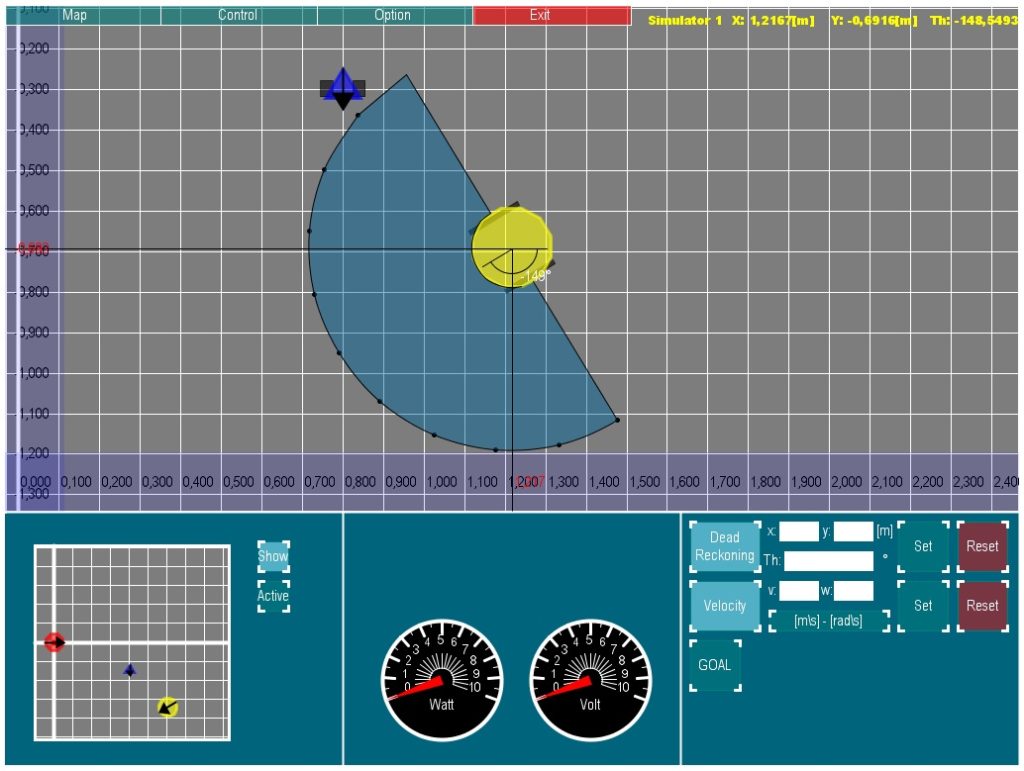 Map Control Option Exit
Simulator 1 X: 1,2167[m] Y: -0,6916[m] Th: -148,5493
-0,200
-0,300
-0,400
-0,500
-0,600
-0,700
-149°
-0,800
-0,900
-1,000
-1,100
-1,200
0,000 0,100 0,200 0,300 0,400 0,500 0,600 0,700 0,800 0,900 1,000 1,100 1,200 1,300 1,400 1,500 1,600 1,700 1,800 1,900 2,000 2,100 2,200 2,300 2,400
-1,300
Show
Active
0 1 2 3 4 5 6 7 8 9 10
Watt
0 1 2 3 4 5 6 7 8 9 10
Volt
Dead Reckoning x: y: [m] Set Reset
Th: °
Velocity v: w: Set Reset
[m\s] - [rad\s]
GOAL